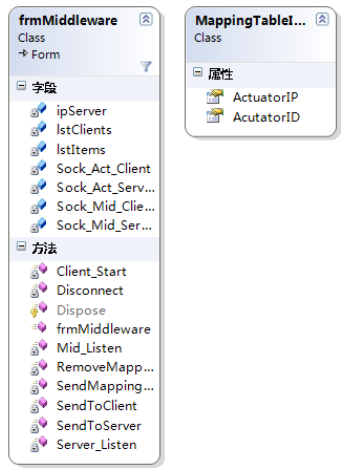 frmMiddleware
Class
Form
字段
ipServer
lstClients
lstItems
Sock_Act_Client
Sock_Act_Serv...
Sock_Mid_Clie...
Sock_Mid_Ser...
方法
Client_Start
Disconnect
Dispose
frmMiddleware
Mid_Listen
RemoveMapp...
SendMapping...
SendToClient
SendToServer
Server_Listen
MappingTableI...
Class
属性
ActuatorIP
AcutatorID